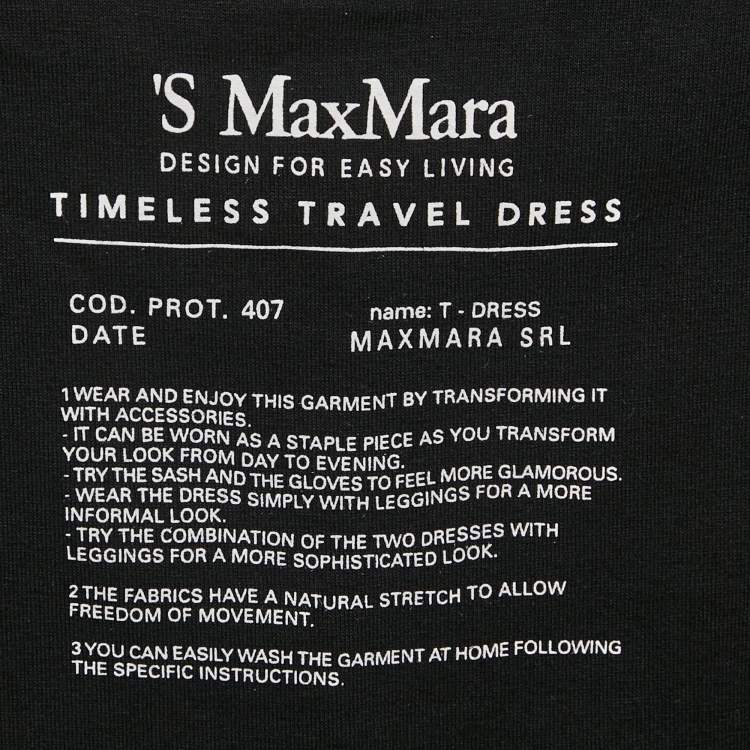 'S MaxMara
DESIGN FOR EASY LIVING
TIMELESS TRAVEL DRESS
COD. PROT. 407 name: T - DRESS
DATE MAXMARA SRL
1 WEAR AND ENJOY THIS GARMENT BY TRANSFORMING IT
WITH ACCESSORIES.
- IT CAN BE WORN AS A STAPLE PIECE AS YOU TRANSFORM
YOUR LOOK FROM DAY TO EVENING.
- TRY THE SASH AND THE GLOVES TO FEEL MORE GLAMOROUS.
- WEAR THE DRESS SIMPLY WITH LEGGINGS FOR A MORE
INFORMAL LOOK.
- TRY THE COMBINATION OF THE TWO DRESSES WITH
LEGGINGS FOR A MORE SOPHISTICATED LOOK.
2 THE FABRICS HAVE A NATURAL STRETCH TO ALLOW
FREEDOM OF MOVEMENT.
3 YOU CAN EASILY WASH THE GARMENT AT HOME FOLLOWING
THE SPECIFIC INSTRUCTIONS.